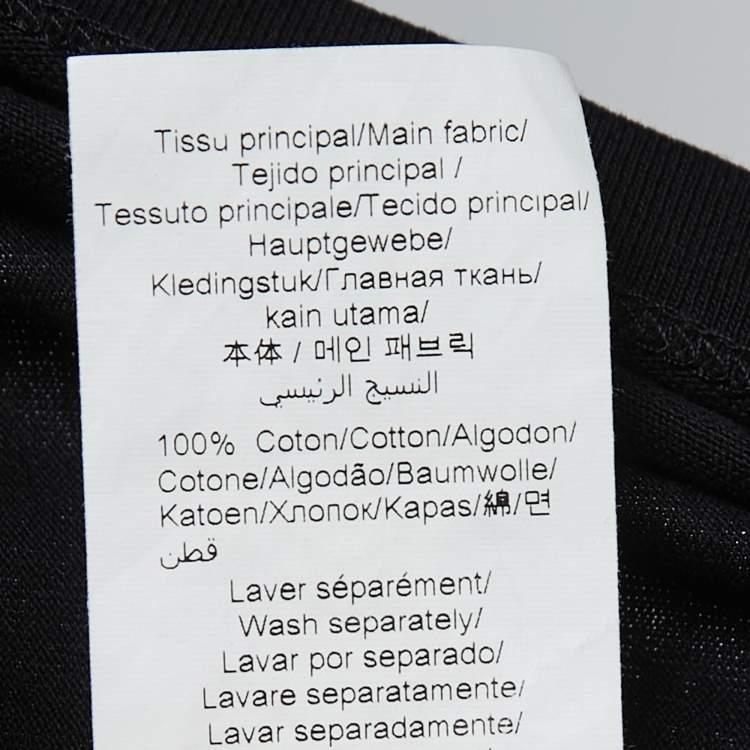 Tissu principal/Main fabric/
Tejido principal /
Tessuto principale/Tecido principal/
Hauptgewebe/
Kledingstuk/Главная ткань/
kain utama/
本体 / 메인 패브릭
النسيج الرئيسي
100% Coton/Cotton/Algodon/
Cotone/Algodão/Baumwolle/
Katoen/Хлопок/Kapas/綿/면
قطن
Laver séparément/
Wash separately/
Lavar por separado/
Lavare separatamente/
Lavar separadamente/